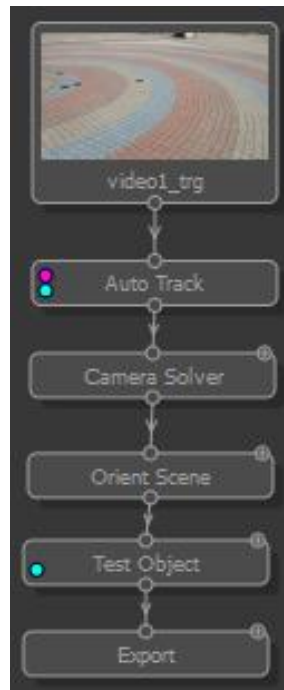 video1_trg
Auto Track
Camera Solver
Orient Scene
Test Object
Export